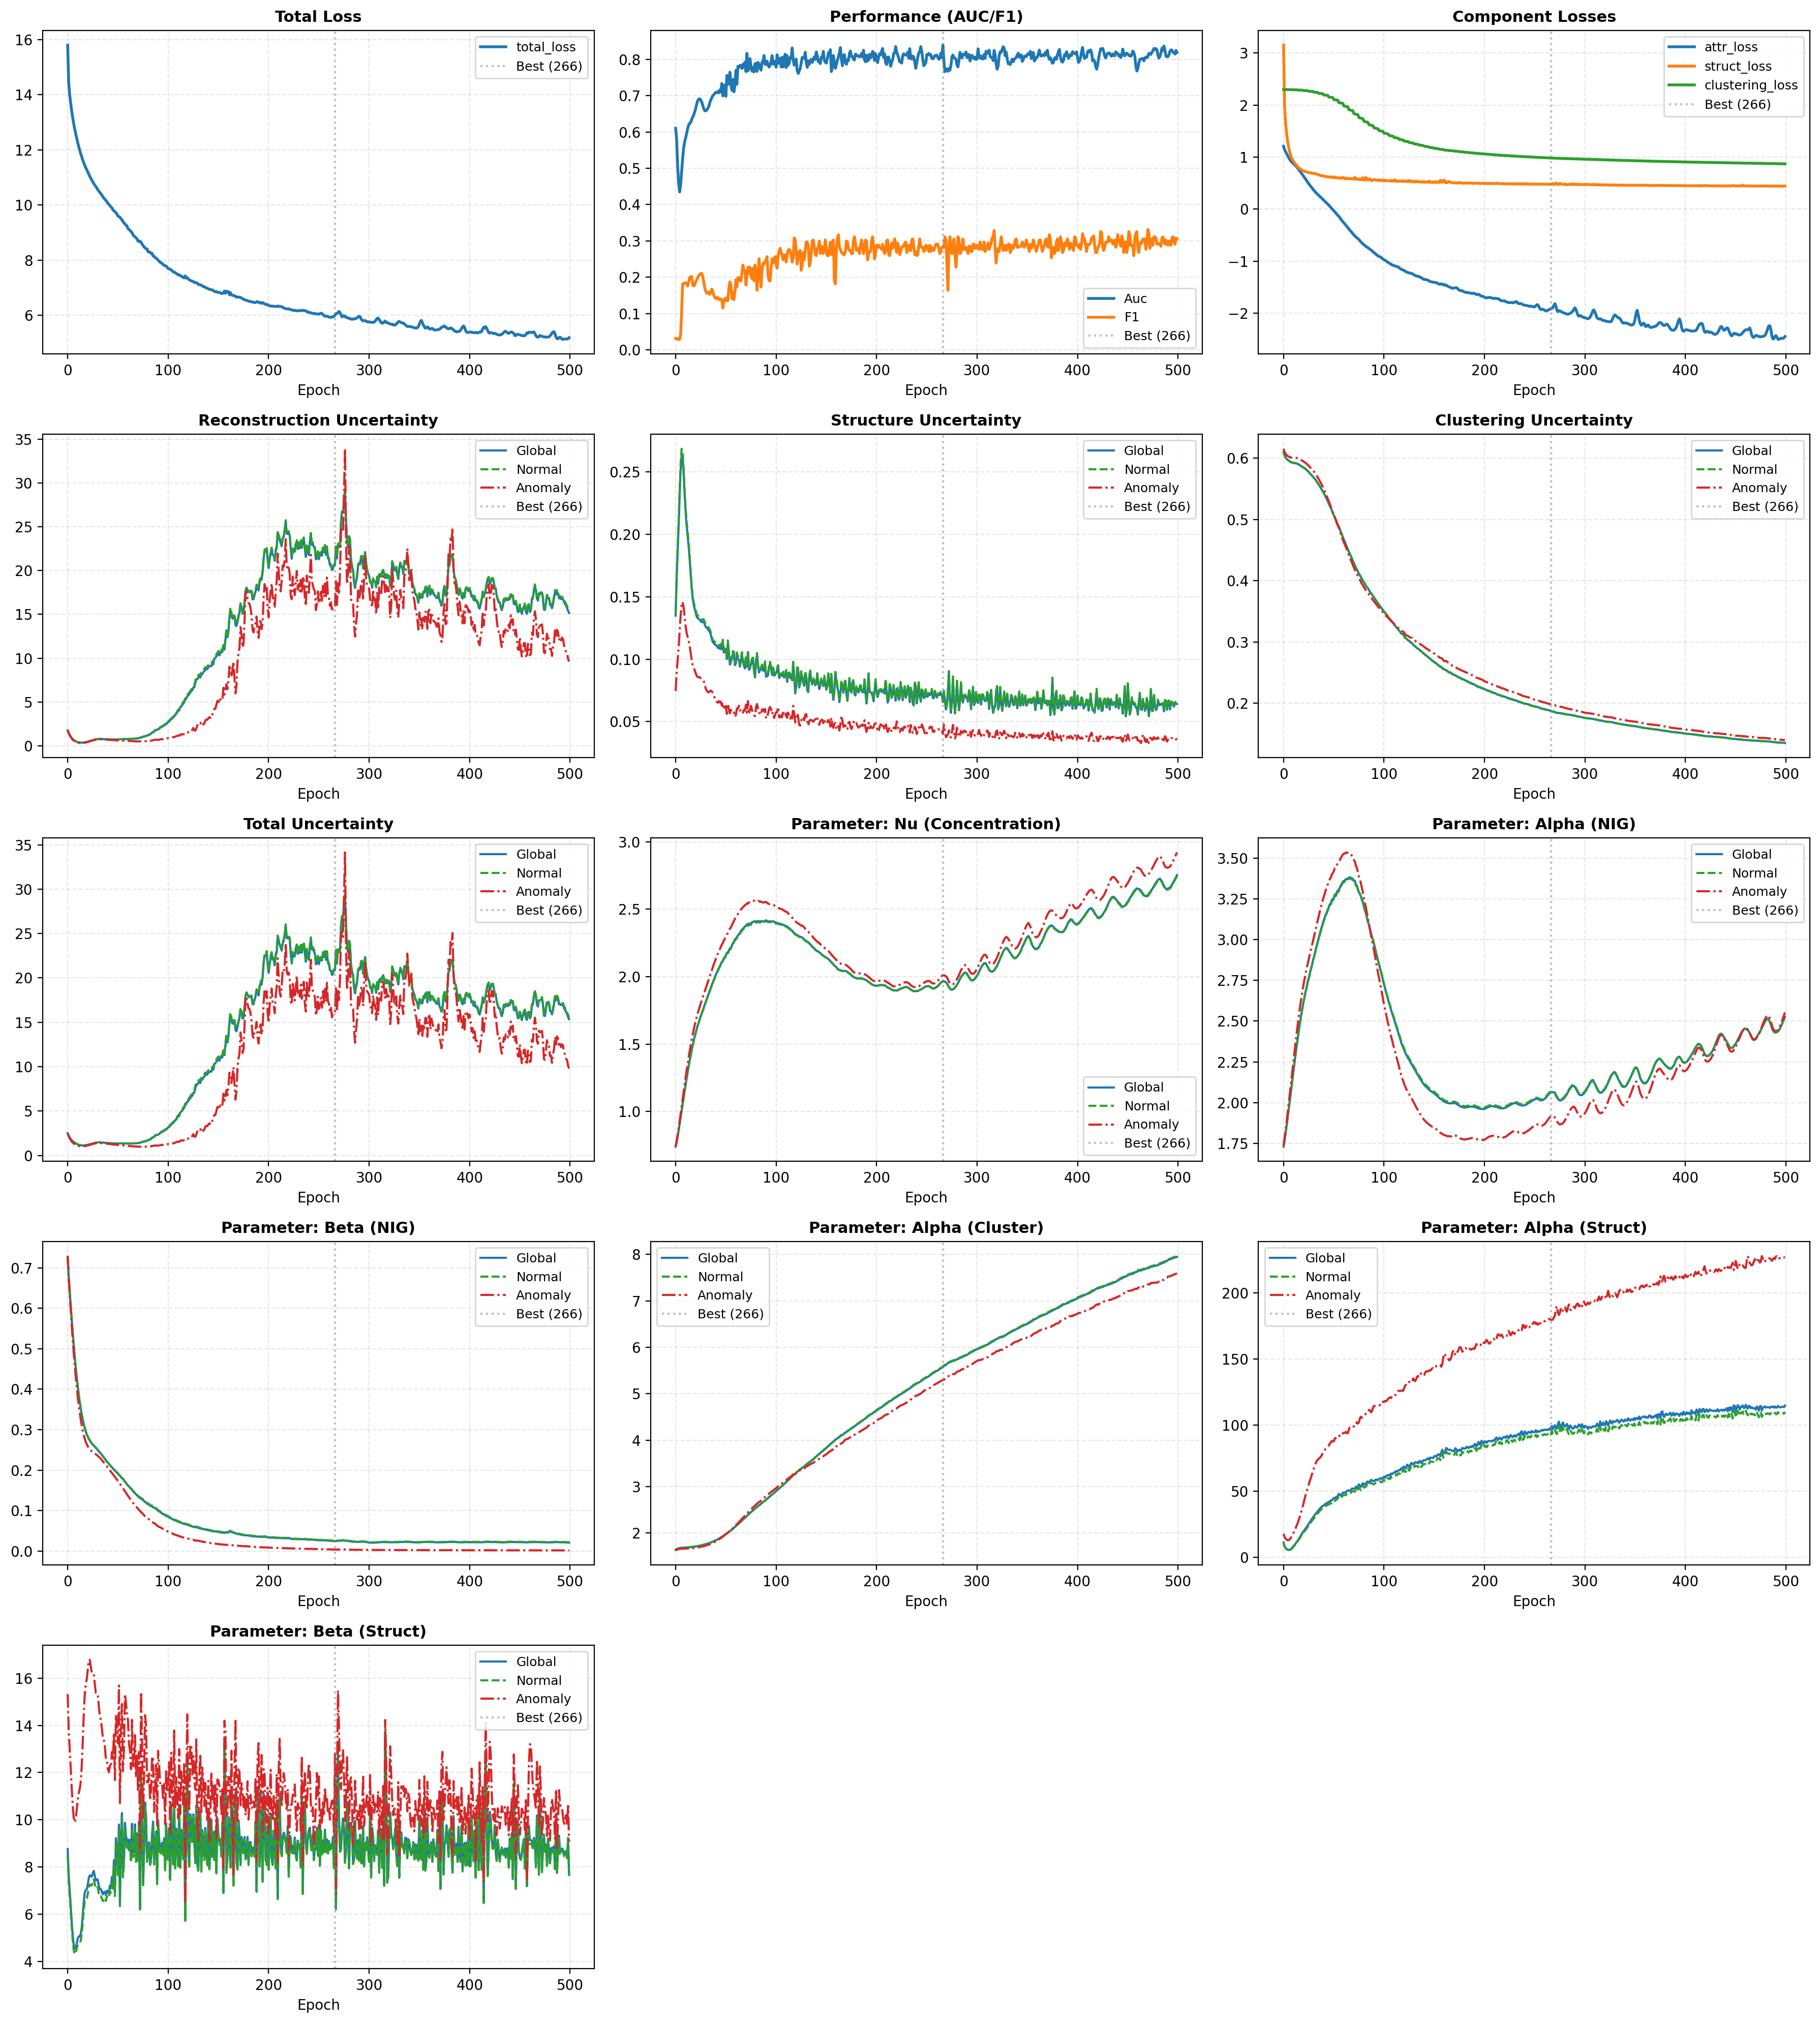 Total Loss
16
14
12
10
8
6
total_loss
Best (266)
0
100
200
300
400
500
Epoch
Performance (AUC/F1)
0.8
0.7
0.6
0.5
0.4
0.3
0.2
0.1
0.0
Auc
F1
Best (266)
0
100
200
300
400
500
Epoch
Component Losses
3
2
1
0
−1
−2
attr_loss
struct_loss
clustering_loss
Best (266)
0
100
200
300
400
500
Epoch
Reconstruction Uncertainty
35
30
25
20
15
10
5
0
Global
Normal
Anomaly
Best (266)
0
100
200
300
400
500
Epoch
Structure Uncertainty
0.25
0.20
0.15
0.10
0.05
Global
Normal
Anomaly
Best (266)
0
100
200
300
400
500
Epoch
Clustering Uncertainty
0.6
0.5
0.4
0.3
0.2
Global
Normal
Anomaly
Best (266)
0
100
200
300
400
500
Epoch
Total Uncertainty
35
30
25
20
15
10
5
0
Global
Normal
Anomaly
Best (266)
0
100
200
300
400
500
Epoch
Parameter: Nu (Concentration)
3.0
2.5
2.0
1.5
1.0
Global
Normal
Anomaly
Best (266)
0
100
200
300
400
500
Epoch
Parameter: Alpha (NIG)
3.50
3.25
3.00
2.75
2.50
2.25
2.00
1.75
Global
Normal
Anomaly
Best (266)
0
100
200
300
400
500
Epoch
Parameter: Beta (NIG)
0.7
0.6
0.5
0.4
0.3
0.2
0.1
0.0
Global
Normal
Anomaly
Best (266)
0
100
200
300
400
500
Epoch
Parameter: Alpha (Cluster)
8
7
6
5
4
3
2
Global
Normal
Anomaly
Best (266)
0
100
200
300
400
500
Epoch
Parameter: Alpha (Struct)
200
150
100
50
0
Global
Normal
Anomaly
Best (266)
0
100
200
300
400
500
Epoch
Parameter: Beta (Struct)
16
14
12
10
8
6
4
Global
Normal
Anomaly
Best (266)
0
100
200
300
400
500
Epoch